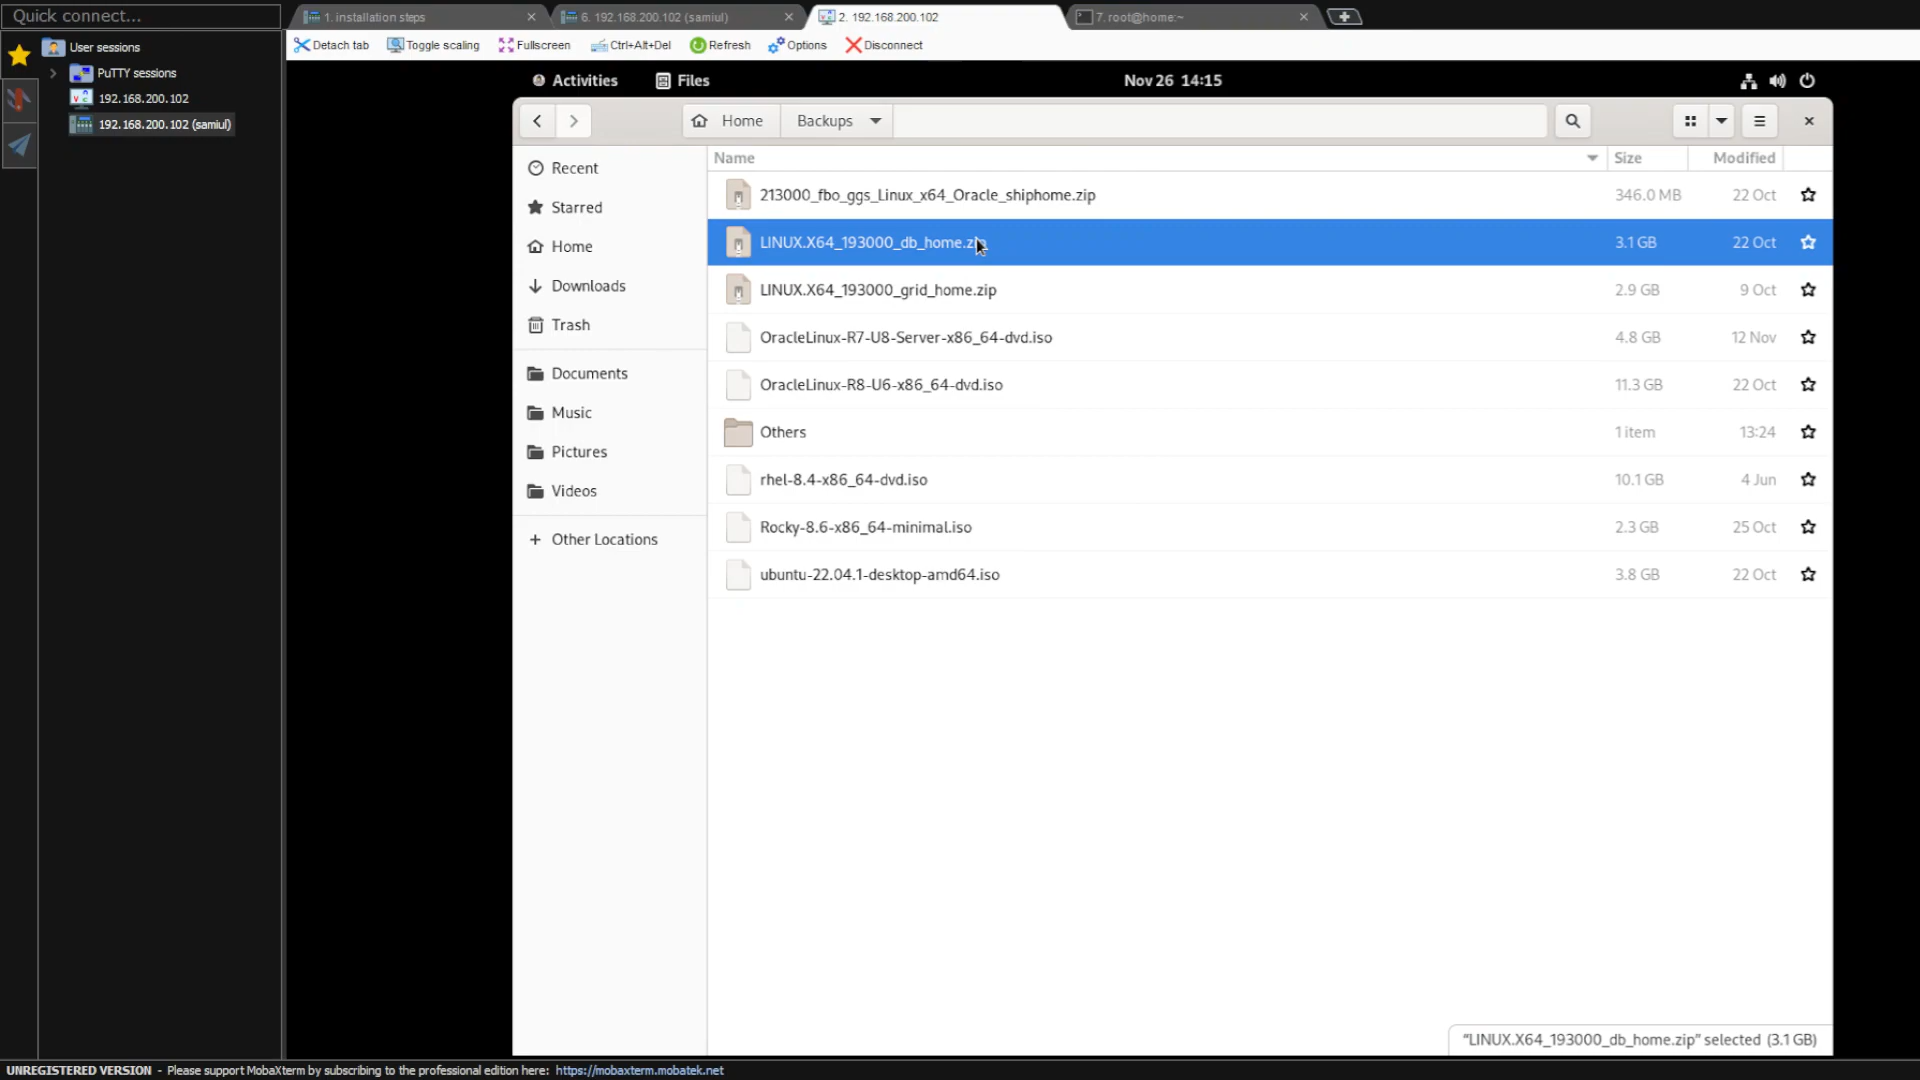 Quick connect...
1. installation steps
6. 192.168.200.102 (samiul)
2. 192.168.200.102
7. root@home:~
Detach tab
Toggle scaling
Fullscreen
Ctrl+Alt+Del
Refresh
Options
Disconnect
User sessions
PuTTY sessions
192.168.200.102
192.168.200.102 (samiul)
Activities
Files
Nov 26 14:15
Home
Backups
Recent
Starred
Home
Downloads
Trash
Documents
Music
Pictures
Videos
Other Locations
Name Size Modified
213000_fbo_ggs_Linux_x64_Oracle_shiphome.zip 346.0 MB 22 Oct
LINUX.X64_193000_db_home.zip 3.1 GB 22 Oct
LINUX.X64_193000_grid_home.zip 2.9 GB 9 Oct
OracleLinux-R7-U8-Server-x86_64-dvd.iso 4.8 GB 12 Nov
OracleLinux-R8-U6-x86_64-dvd.iso 11.3 GB 22 Oct
Others 1 item 13:24
rhel-8.4-x86_64-dvd.iso 10.1 GB 4 Jun
Rocky-8.6-x86_64-minimal.iso 2.3 GB 25 Oct
ubuntu-22.04.1-desktop-amd64.iso 3.8 GB 22 Oct
"LINUX.X64_193000_db_home.zip" selected (3.1 GB)
UNREGISTERED VERSION - Please support MobaXterm by subscribing to the professional edition here: https://mobaxterm.mobatek.net